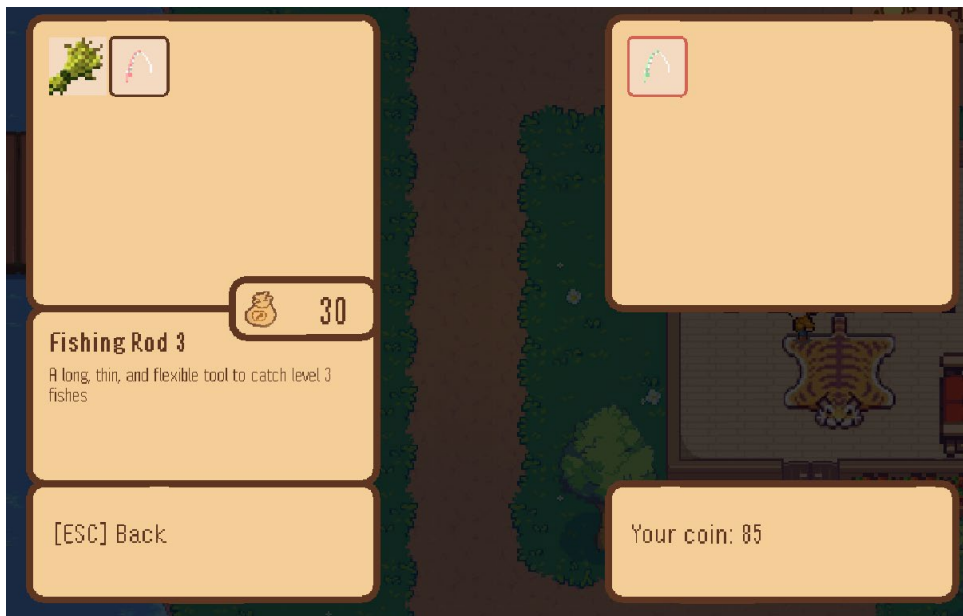 30
Fishing Rod 3
A long, thin, and flexible tool to catch level 3
fishes
[ESC] Back
Your coin: 85